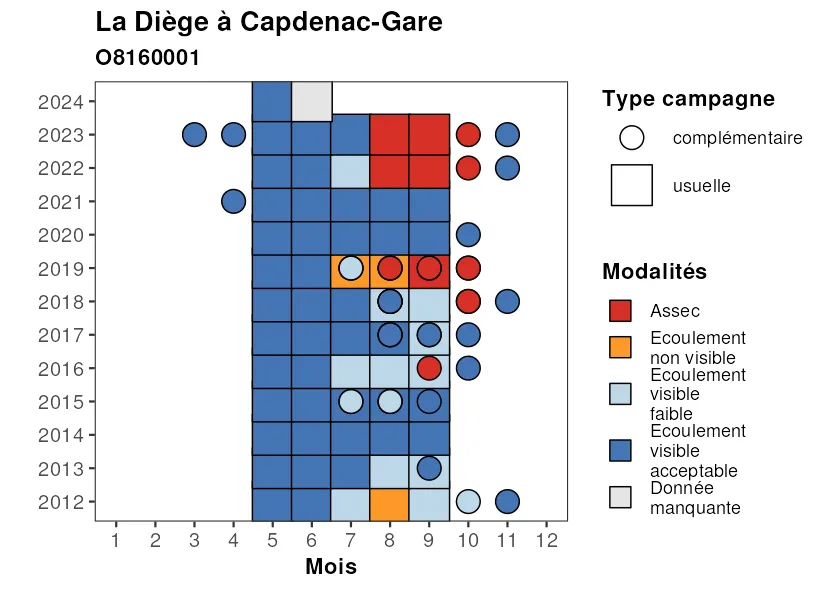 La Diège à Capdenac-Gare
O8160001
2024
2023
2022
2021
2020
2019
2018
2017
2016
2015
2014
2013
2012
1 2 3 4 5 6 7 8 9 10 11 12
Mois
Type campagne
complémentaire
usuelle
Modalités
Assec
Ecoulement
non visible
Ecoulement
visible
faible
Ecoulement
visible
acceptable
Donnée
manquante